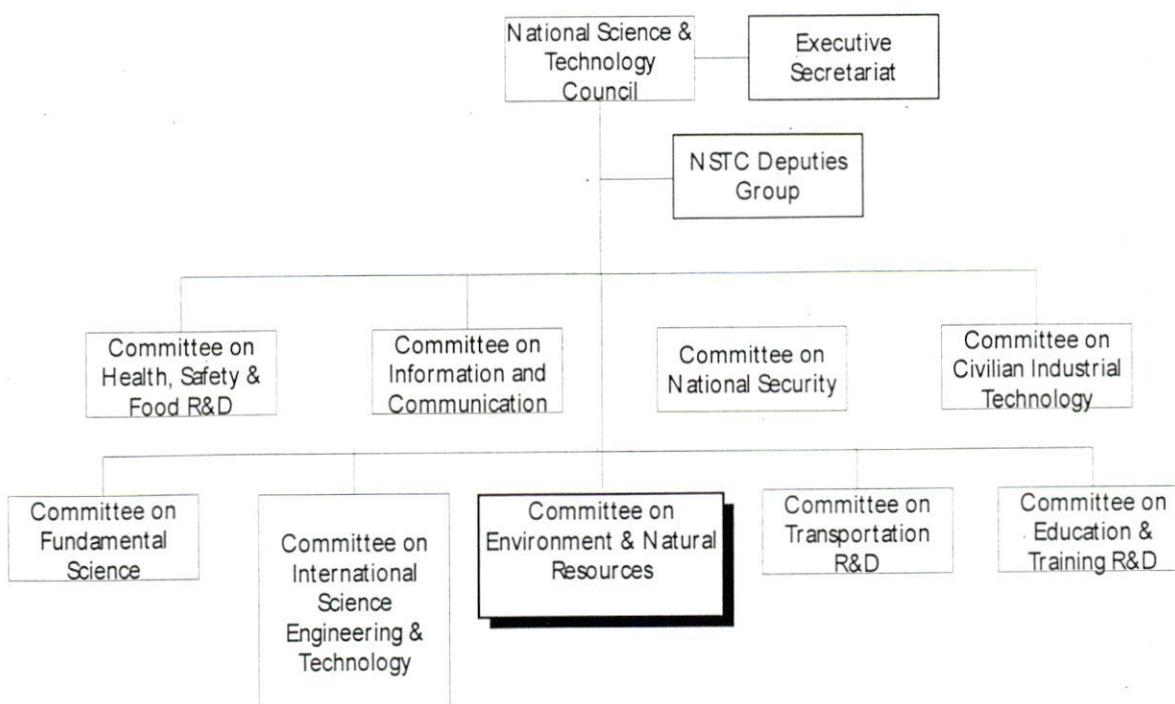 National Science &
Technology
Council
Executive
Secretariat
NSTC Deputies
Group
Committee on
Health, Safety &
Food R&D
Committee on
Information and
Communication
Committee on
National Security
Committee on
Civilian Industrial
Technology
Committee on
Fundamental
Science
Committee on
International
Science
Engineering &
Technology
Committee on
Environment & Natural
Resources
Committee on
Transportation
R&D
Committee on
Education &
Training R&D